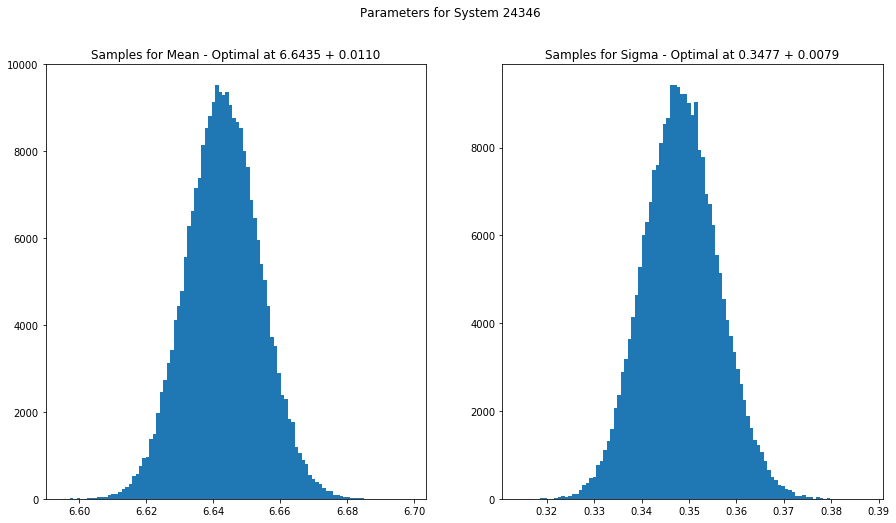 Parameters for System 24346
Samples for Mean - Optimal at 6.6435 + 0.0110
10000
8000
6000
4000
2000
0
6.60 6.62 6.64 6.66 6.68 6.70
Samples for Sigma - Optimal at 0.3477 + 0.0079
8000
6000
4000
2000
0
0.32 0.33 0.34 0.35 0.36 0.37 0.38 0.39